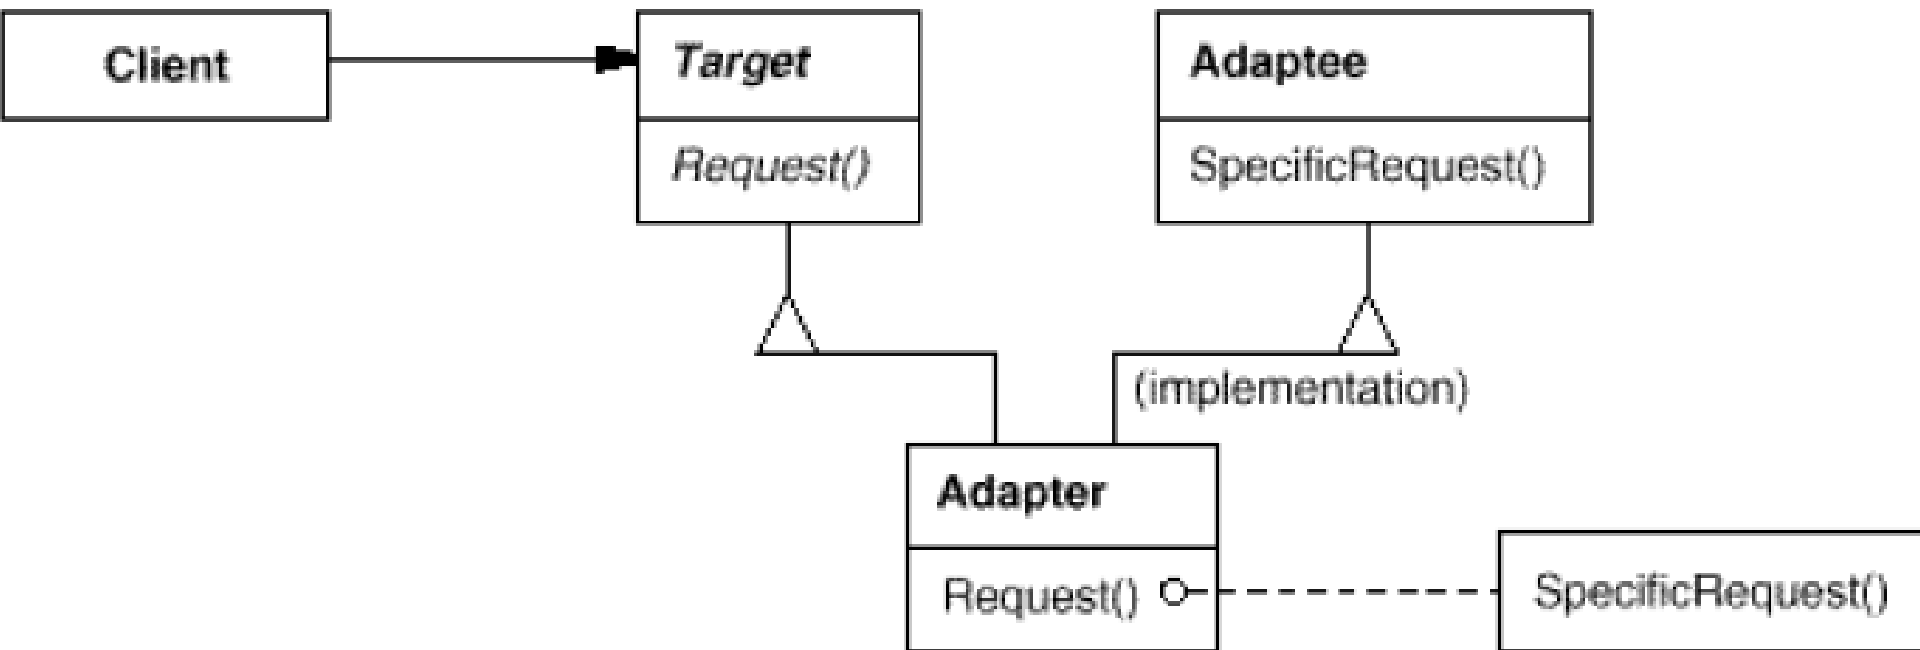 Client
Target
Request()
Adaptee
SpecificRequest()
(implementation)
Adapter
Request()
SpecificRequest()